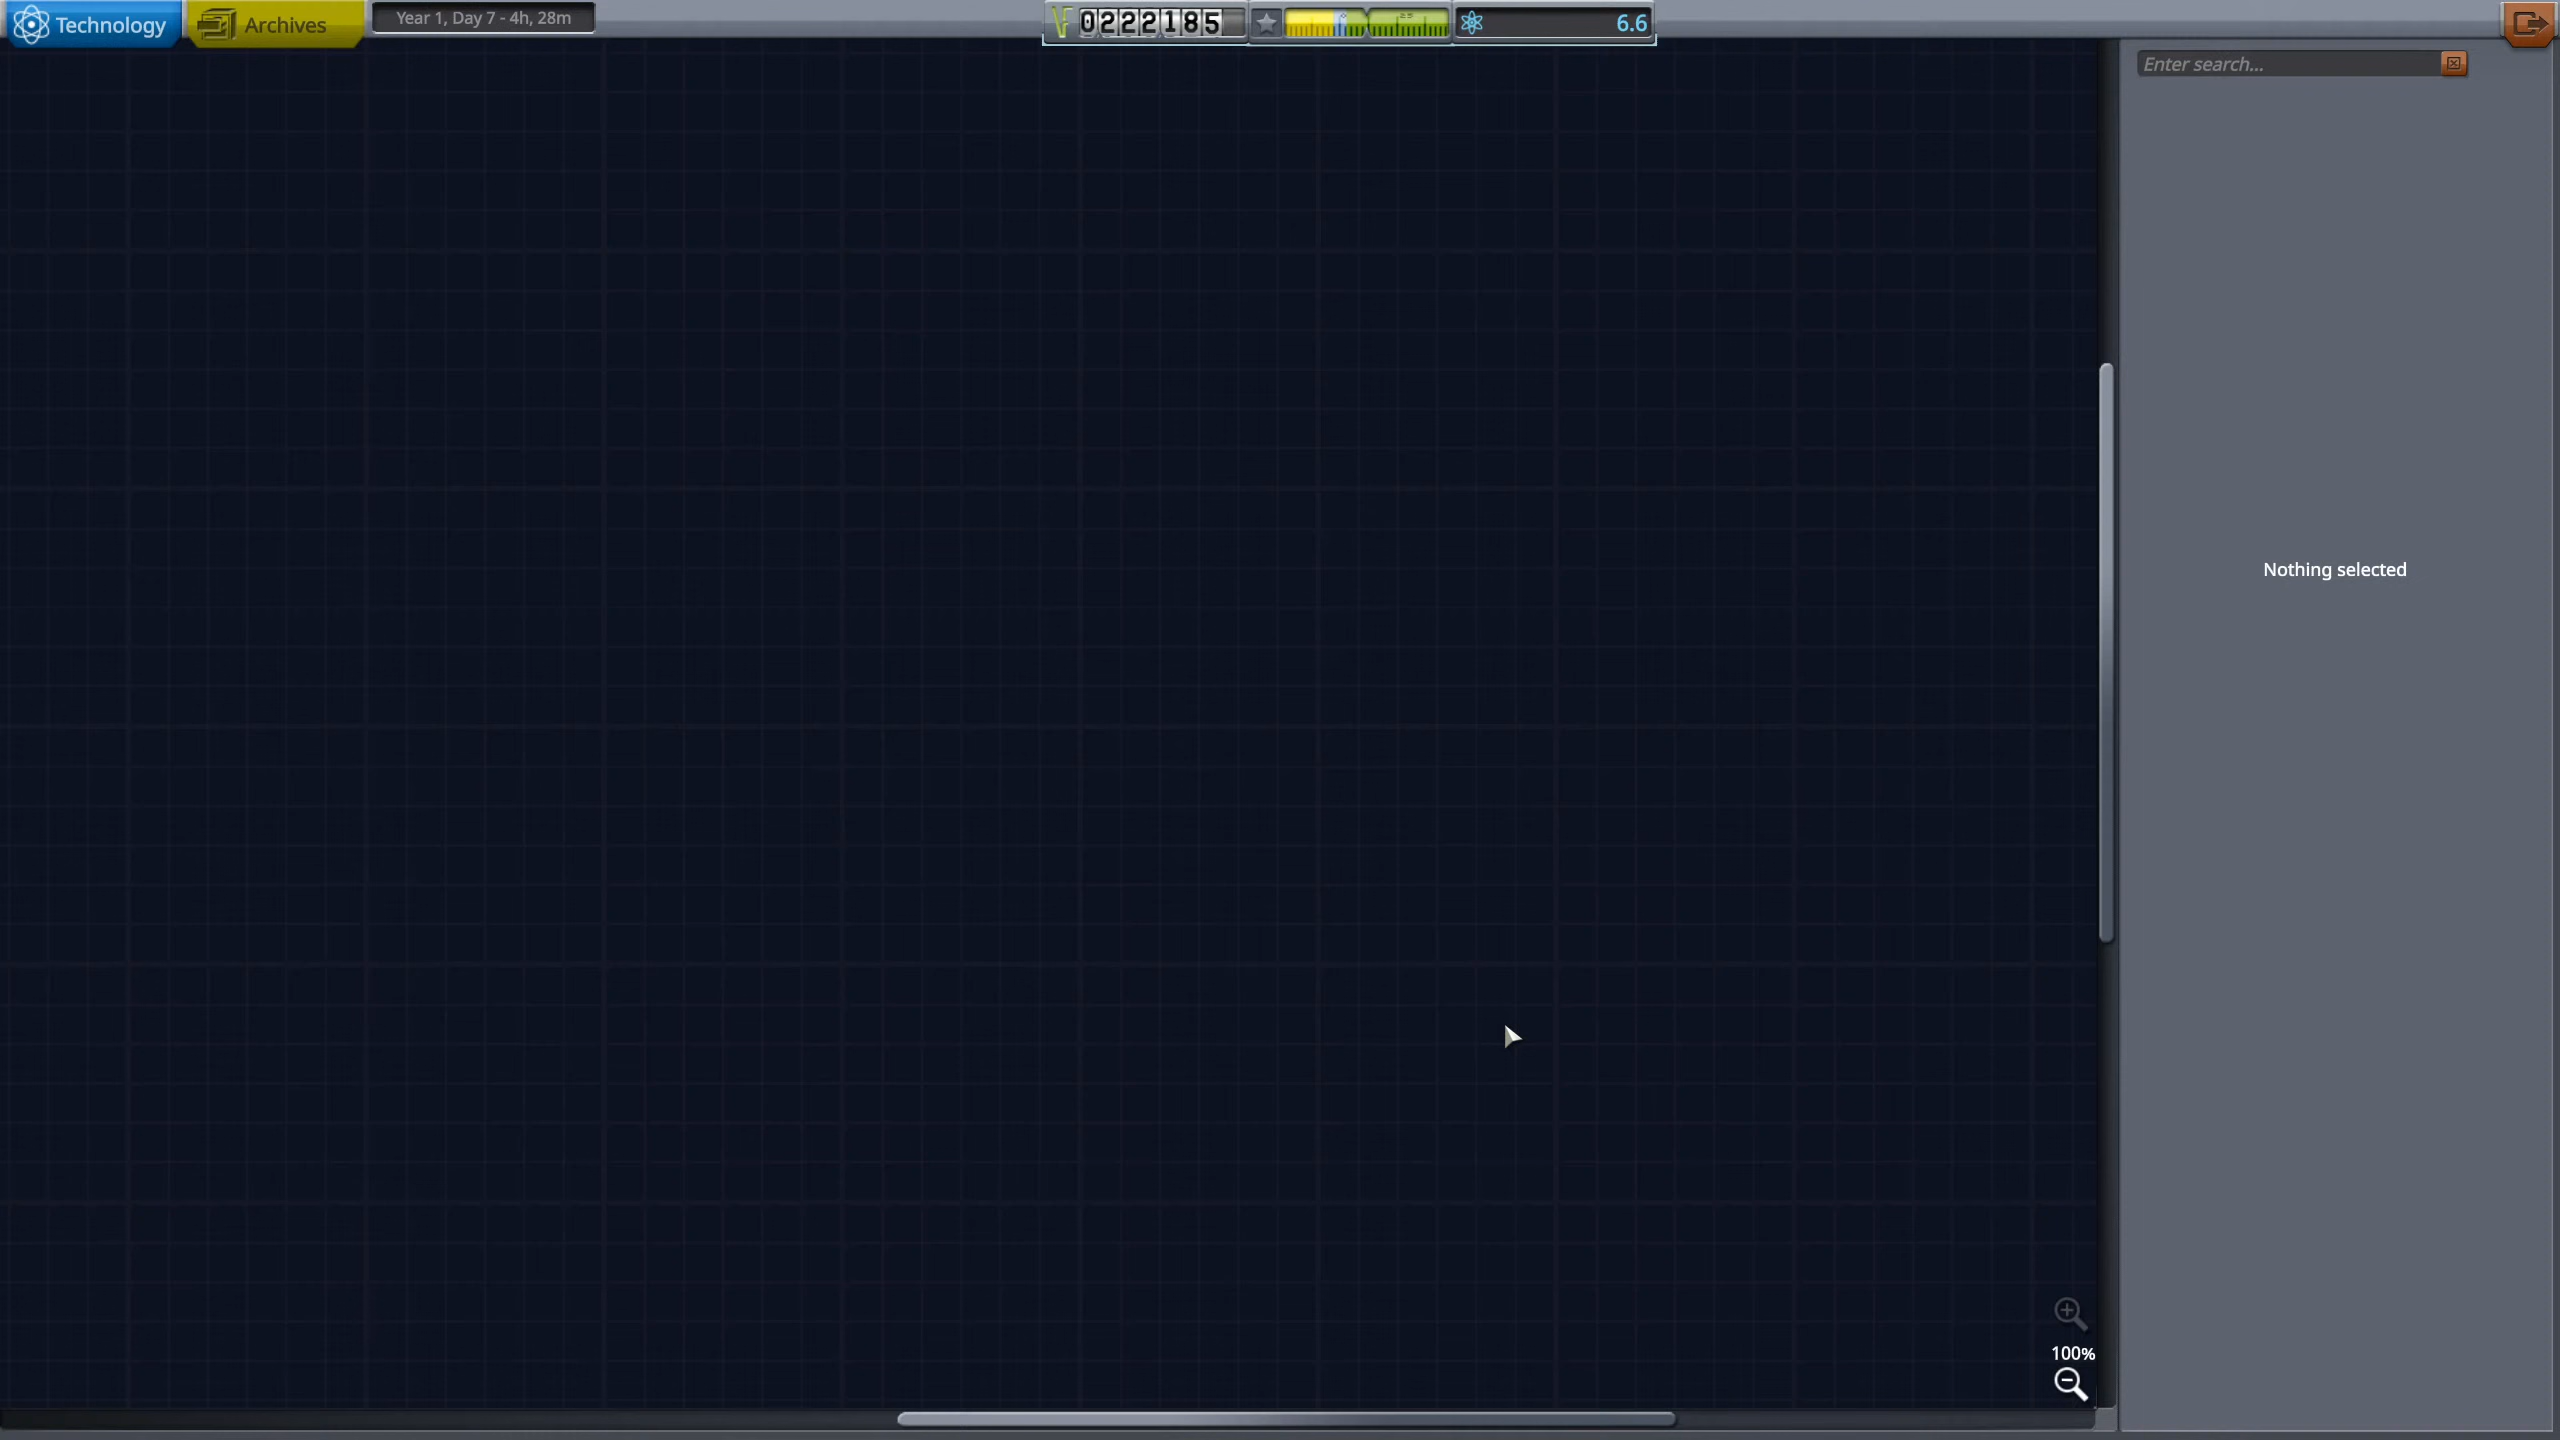 Technology
Archives
Year 1, Day 7 - 4h, 28m
0222185
6.6
Enter search...
Nothing selected
100%